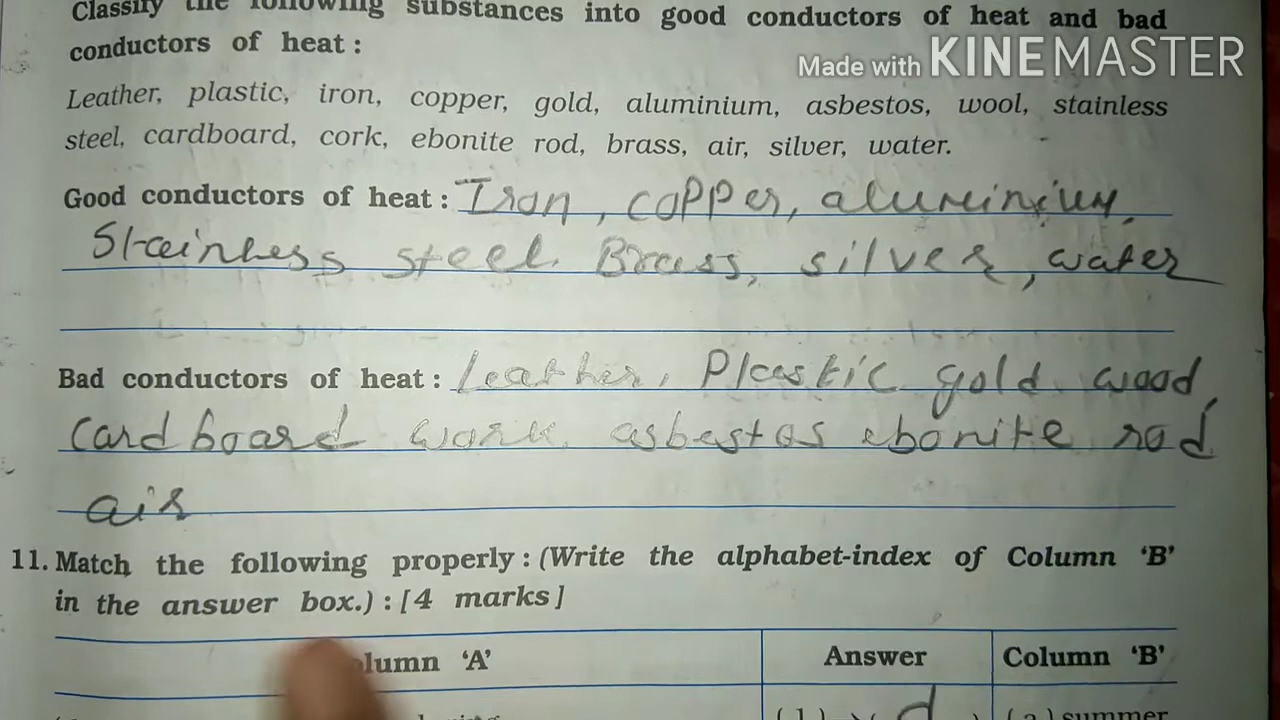 Classify the following substances into good conductors of heat and bad
conductors of heat :
Made with KINEMASTER
Leather, plastic, iron, copper, gold, aluminium, asbestos, wool, stainless
steel, cardboard, cork, ebonite rod, brass, air, silver, water.
Good conductors of heat : Iron, copper, aluminium,
Stainless steel. Brass, silver, water
Bad conductors of heat : Leather, Plastic gold wood,
Cardboard asbestos ebonite rod
air
11. Match the following properly : (Write the alphabet-index of Column ‘B’
in the answer box.) : [4 marks]
lumn ‘A’ Answer Column ‘B’
(1) d (a) summer